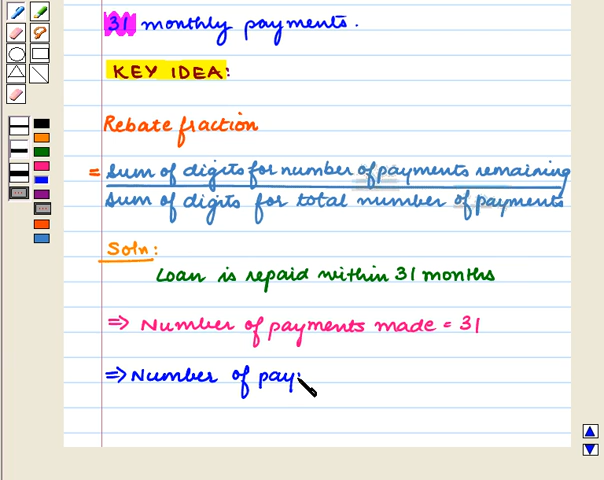 31 monthly payments.
KEY IDEA:
Rebate fraction
= Sum of digits for number of payments remaining
Sum of digits for total number of payments
Soln:
Loan is repaid within 31 months
⇒ Number of payments made = 31
⇒ Number of pay